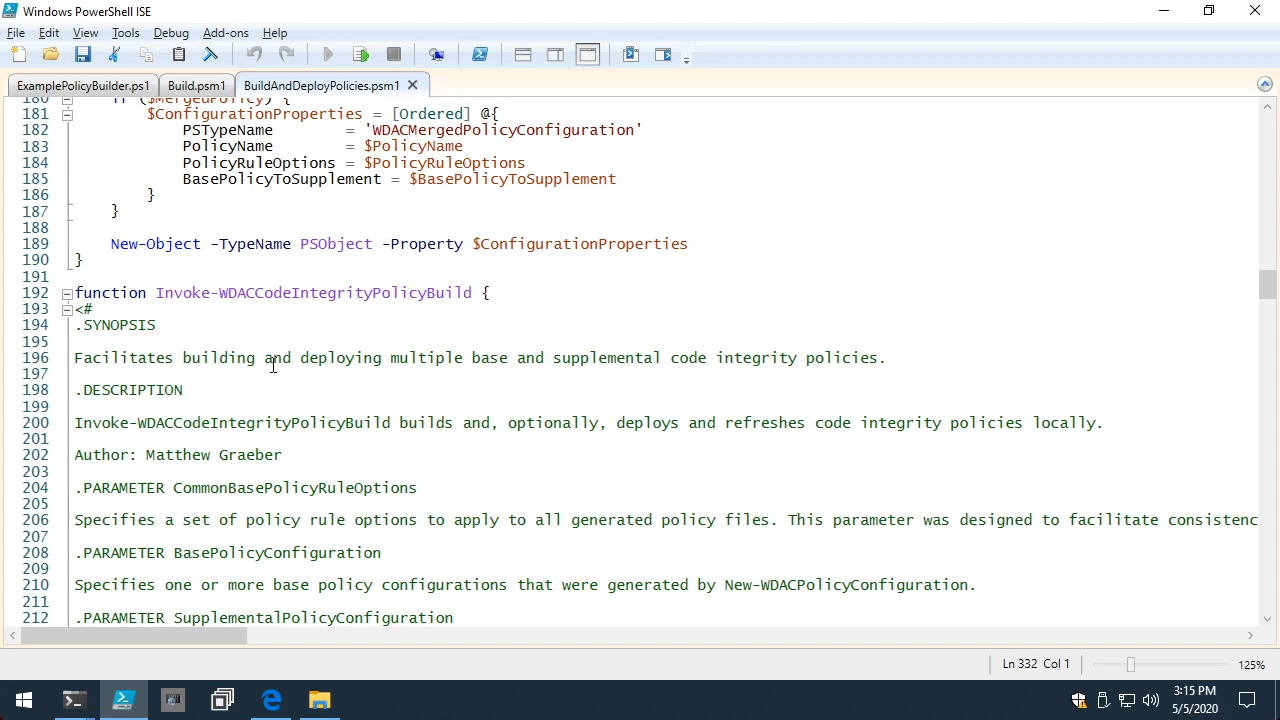 Windows PowerShell ISE
File Edit View Tools Debug Add-ons Help
ExamplePolicyBuilder.ps1 Build.psm1 BuildAndDeployPolicies.psm1
180 if ($MergedPolicy) {
181 $ConfigurationProperties = [Ordered] @{
182 PSTypeName = 'WDACMergedPolicyConfiguration'
183 PolicyName = $PolicyName
184 PolicyRuleOptions = $PolicyRuleOptions
185 BasePolicyToSupplement = $BasePolicyToSupplement
186 }
187 }
188
189 New-Object -TypeName PSObject -Property $ConfigurationProperties
190 }
191
192 function Invoke-WDACCodeIntegrityPolicyBuild {
193 <#
194 .SYNOPSIS
195
196 Facilitates building and deploying multiple base and supplemental code integrity policies.
197
198 .DESCRIPTION
199
200 Invoke-WDACCodeIntegrityPolicyBuild builds and, optionally, deploys and refreshes code integrity policies locally.
201
202 Author: Matthew Graeber
203
204 .PARAMETER CommonBasePolicyRuleOptions
205
206 Specifies a set of policy rule options to apply to all generated policy files. This parameter was designed to facilitate consistenc
207
208 .PARAMETER BasePolicyConfiguration
209
210 Specifies one or more base policy configurations that were generated by New-WDACPolicyConfiguration.
211
212 .PARAMETER SupplementalPolicyConfiguration
Ln 332 Col 1 125%
3:15 PM
5/5/2020